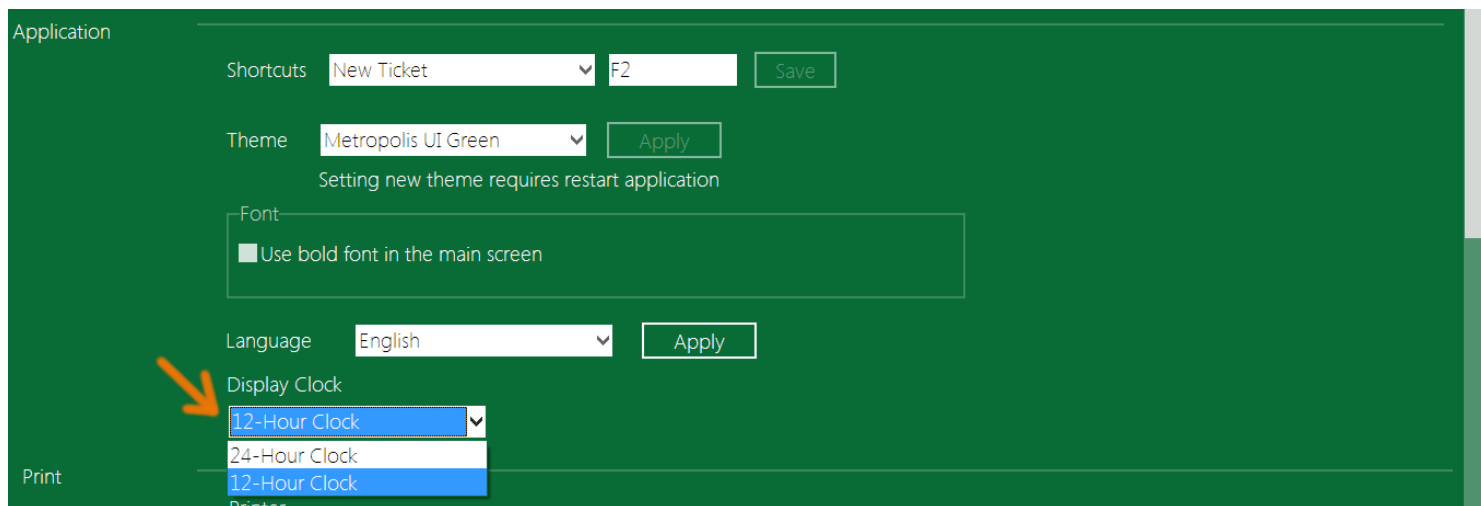 Application
Shortcuts New Ticket F2 Save
Theme Metropolis UI Green Apply
Setting new theme requires restart application
Font
Use bold font in the main screen
Language English Apply
Display Clock
12-Hour Clock
24-Hour Clock
Print
12-Hour Clock
Printer